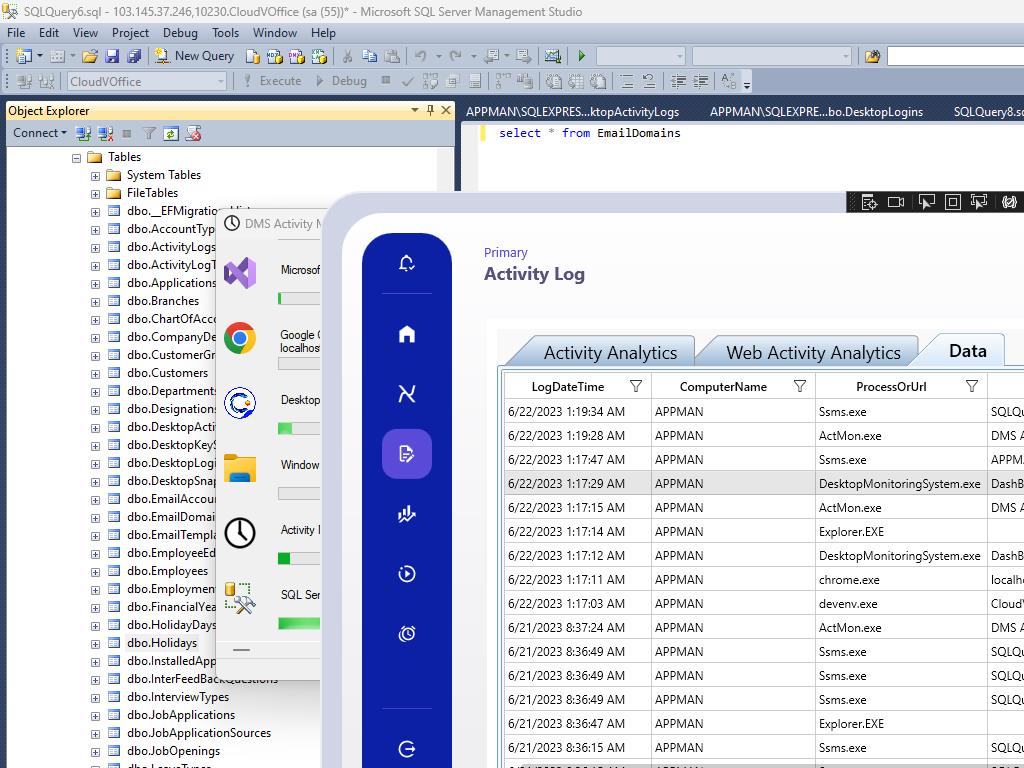 SQLQuery6.sql - 103.145.37.246,10230.CloudVOffice (sa (55))* - Microsoft SQL Server Management Studio
File Edit View Project Debug Tools Window Help
New Query
CloudVOffice Execute Debug
Object Explorer
Connect
Tables
System Tables
FileTables
dbo.__EFMigrationsHist
dbo.AccountTyp
dbo.ActivityLogs
dbo.ActivityLogT
dbo.Applications
dbo.Branches
dbo.ChartOfAcco
dbo.CompanyDe
dbo.CustomerGr
dbo.Customers
dbo.Departments
dbo.Designations
dbo.DesktopActi
dbo.DesktopKeyS
dbo.DesktopLogi
dbo.DesktopSnap
dbo.EmailAccour
dbo.EmailDomai
dbo.EmailTempla
dbo.EmployeeEd
dbo.Employees
dbo.Employmen
dbo.FinancialYea
dbo.HolidayDays
dbo.Holidays
dbo.InstalledApp
dbo.InterFeedBackQuestions
dbo.InterviewTypes
dbo.JobApplications
dbo.JobApplicationSources
dbo.JobOpenings
dbo.LeaveTypes
APPMAN\SQLEXPRES...ktopActivityLogs APPMAN\SQLEXPRE...bo.DesktopLogins SQLQuery8.sq
select * from EmailDomains
DMS Activity M
Microsof
Google C
localhost
Desktop
Window
Activity M
SQL Ser
Primary
Activity Log
Activity Analytics Web Activity Analytics Data
LogDateTime ComputerName ProcessOrUrl
6/22/2023 1:19:34 AM APPMAN Ssms.exe SQLQu
6/22/2023 1:19:28 AM APPMAN ActMon.exe DMS A
6/22/2023 1:17:47 AM APPMAN Ssms.exe APPMA
6/22/2023 1:17:29 AM APPMAN DesktopMonitoringSystem.exe DashB
6/22/2023 1:17:15 AM APPMAN ActMon.exe DMS A
6/22/2023 1:17:14 AM APPMAN Explorer.EXE
6/22/2023 1:17:12 AM APPMAN DesktopMonitoringSystem.exe DashB
6/22/2023 1:17:11 AM APPMAN chrome.exe localho
6/22/2023 1:17:03 AM APPMAN devenv.exe CloudV
6/21/2023 8:37:24 AM APPMAN ActMon.exe DMS A
6/21/2023 8:36:49 AM APPMAN Ssms.exe SQLQu
6/21/2023 8:36:49 AM APPMAN Ssms.exe SQLQu
6/21/2023 8:36:49 AM APPMAN Ssms.exe SQLQu
6/21/2023 8:36:47 AM APPMAN Explorer.EXE
6/21/2023 8:36:15 AM APPMAN Ssms.exe SQLQu